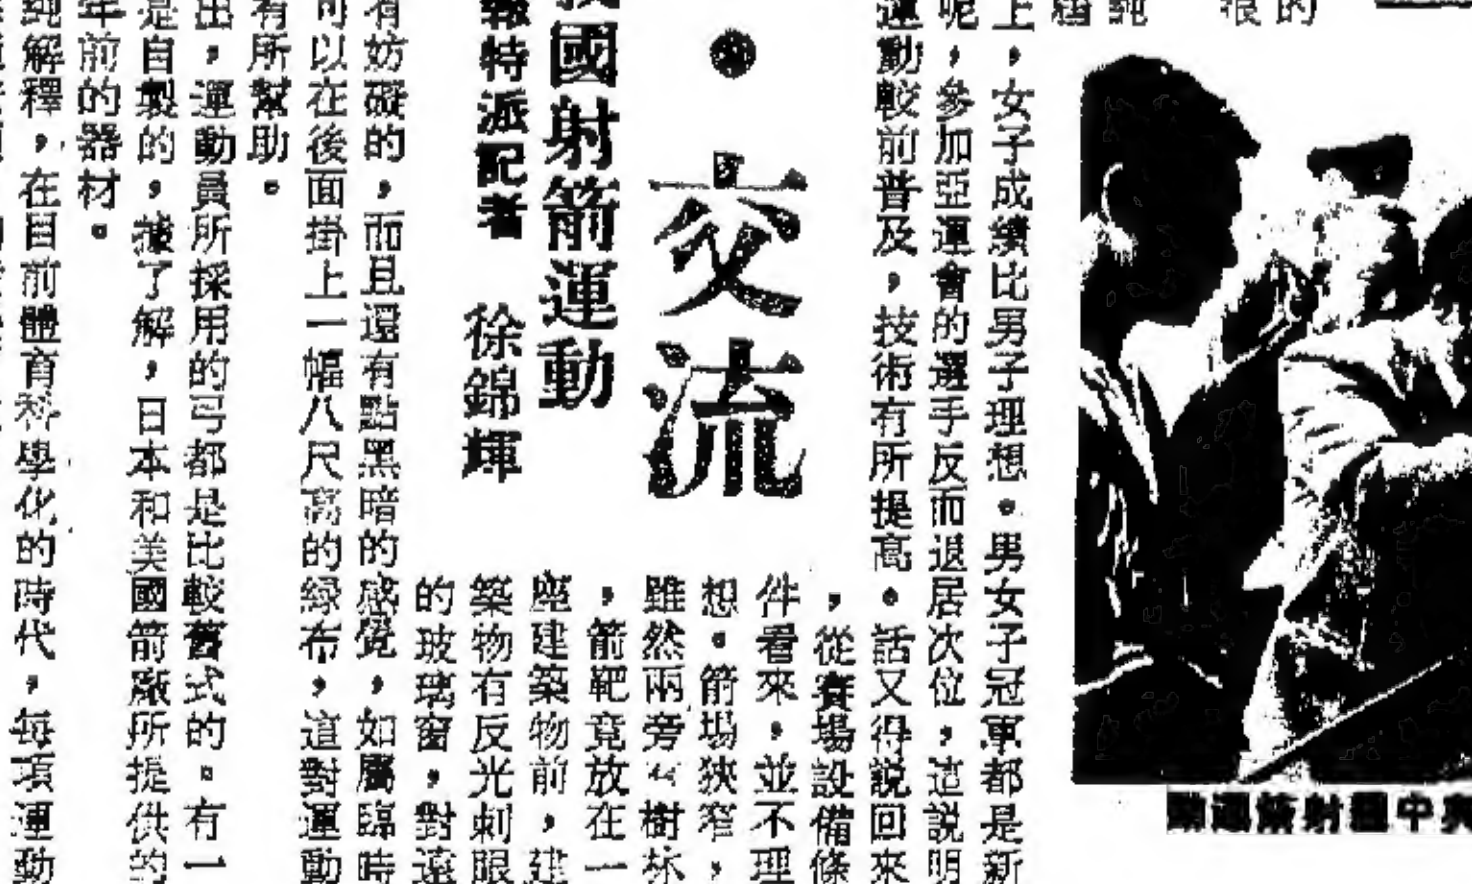 的
很
純
上，女子成績比男子理想。男女子冠軍都是新
呢，參加亞運會的選手反而退居次位，這說明
運動較前普及，技術有所提高。話又得說回來
，從賽場設備條
件看來，並不理
想。箭場狹窄，
雖然兩旁有樹林
，箭靶竟放在一
座建築物前，建
築物有反光刺眼
的玻璃窗，對遠
•交流
我國射箭運動
報特派記者 徐錦輝
有妨礙的，而且還有點黑暗的感覺，如屬臨時
可以在後面掛上一幅八尺高的綠布，這對運動
有所幫助。
出，運動員所採用的弓都是比較舊式的。有一
是自製的，據了解，日本和美國箭廠所提供的
年前的器材。
純解釋，在目前體育科學化的時代，每項運動
中國射箭